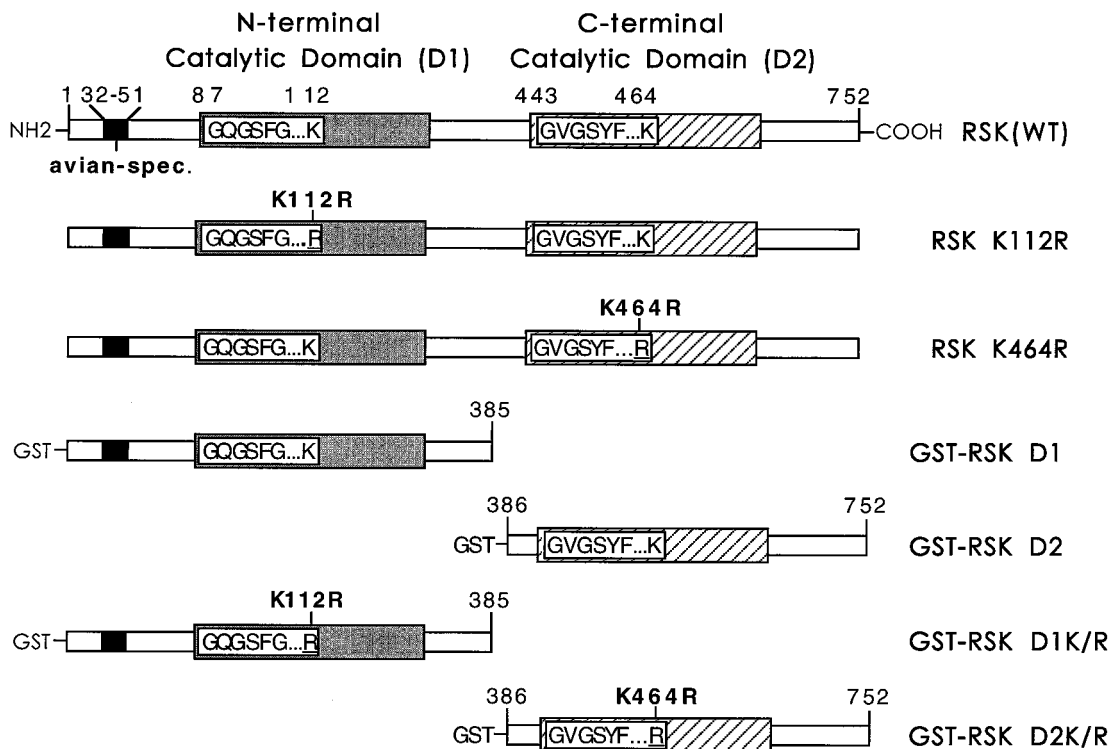 N-terminal
Catalytic Domain (D1)
C-terminal
Catalytic Domain (D2)
1 32-51 87 112 443 464 752
NH2 GQGSFG...K GVGSYF...K COOH RSK(WT)
avian-spec.
K112R
GQGSFG...R GVGSYF...K RSK K112R
K464R
GQGSFG...K GVGSYF...R RSK K464R
385
GST GQGSFG...K GST-RSK D1
386 752
GST GVGSYF...K GST-RSK D2
K112R 385
GST GQGSFG...R GST-RSK D1K/R
386 K464R 752
GST GVGSYF...R GST-RSK D2K/R